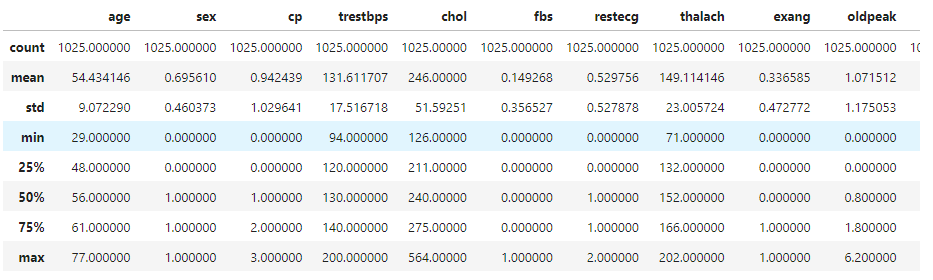 age sex cp trestbps chol fbs restecg thalach exang oldpeak
count 1025.000000 1025.000000 1025.000000 1025.000000 1025.00000 1025.000000 1025.000000 1025.000000 1025.000000 1025.000000 10
mean 54.434146 0.695610 0.942439 131.611707 246.00000 0.149268 0.529756 149.114146 0.336585 1.071512
std 9.072290 0.460373 1.029641 17.516718 51.59251 0.356527 0.527878 23.005724 0.472772 1.175053
min 29.000000 0.000000 0.000000 94.000000 126.00000 0.000000 0.000000 71.000000 0.000000 0.000000
25% 48.000000 0.000000 0.000000 120.000000 211.00000 0.000000 0.000000 132.000000 0.000000 0.000000
50% 56.000000 1.000000 1.000000 130.000000 240.00000 0.000000 1.000000 152.000000 0.000000 0.800000
75% 61.000000 1.000000 2.000000 140.000000 275.00000 0.000000 1.000000 166.000000 1.000000 1.800000
max 77.000000 1.000000 3.000000 200.000000 564.00000 1.000000 2.000000 202.000000 1.000000 6.200000